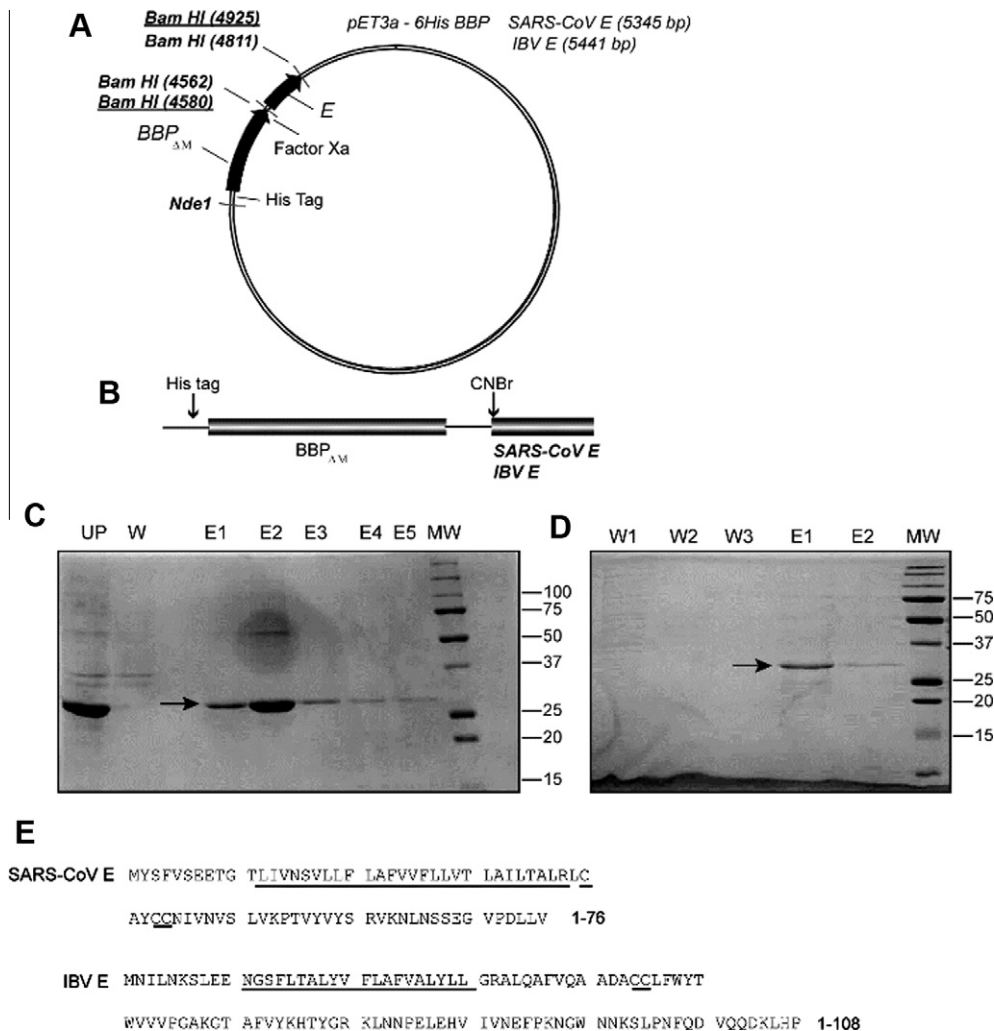 A
Bam HI (4925)
Bam HI (4811)
pET3a - 6His BBP SARS-CoV E (5345 bp)
IBV E (5441 bp)
Bam HI (4562)
Bam HI (4580)
E
BBP ΔM
Factor Xa
Nde1
His Tag
B
His tag
CNBr
BBP ΔM
SARS-CoV E
IBV E
C
UP W E1 E2 E3 E4 E5 MW
100
75
50
37
25
20
15
D
W1 W2 W3 E1 E2 MW
75
50
37
25
20
15
E
SARS-CoV E MYSFVSEETG TLIVNSVLLF LAFVVFLLVT LAILTALRLC
AYCCNIVNVS LVKPTVYVYS RVKNLNSSEG VPDLLV 1-76
IBV E MNILNKSLEE NGSFLTALYV FLAFVALYLL GRALQAFVQA ADACCLFWYT
WVVVPGAKGT AFVYKHTYGR KLNNPELEHV IVNEFPKNGW NNKSLPNFQD VQQDKLHP 1-108